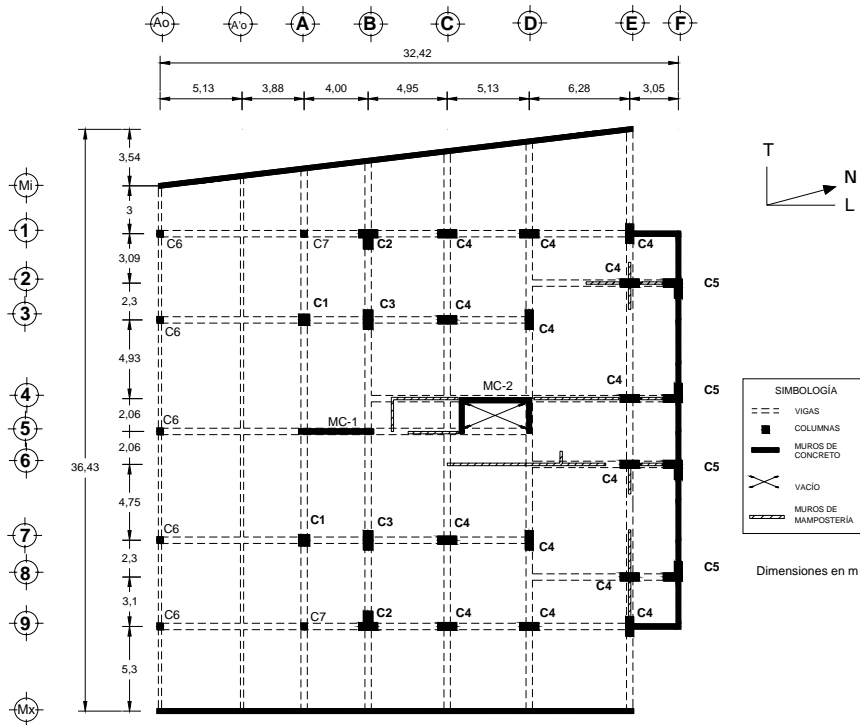 Ao A'o A B C D E F
32,42
5,13 3,88 4,00 4,95 5,13 6,28 3,05
3,54
T
N
L
Mi
3
1
C6 C7 C2 C4 C4 C4
3,09
C4
2
C5
2,3
C1 C3 C4
3
C6
C4
4,93
C4
C5
4
MC-2
SIMBOLOGÍA
VIGAS
2,06
MC-1
5
COLUMNAS
C6
2,06
MUROS DE
CONCRETO
6
36,43
C4
C5
VACÍO
4,75
MUROS DE
MAMPOSTERÍA
C1 C3 C4
7
C6
C4
2,3
C5
Dimensiones en m
8
C4
3,1
C2 C4 C4 C4
9
C6 C7
5,3
Mx